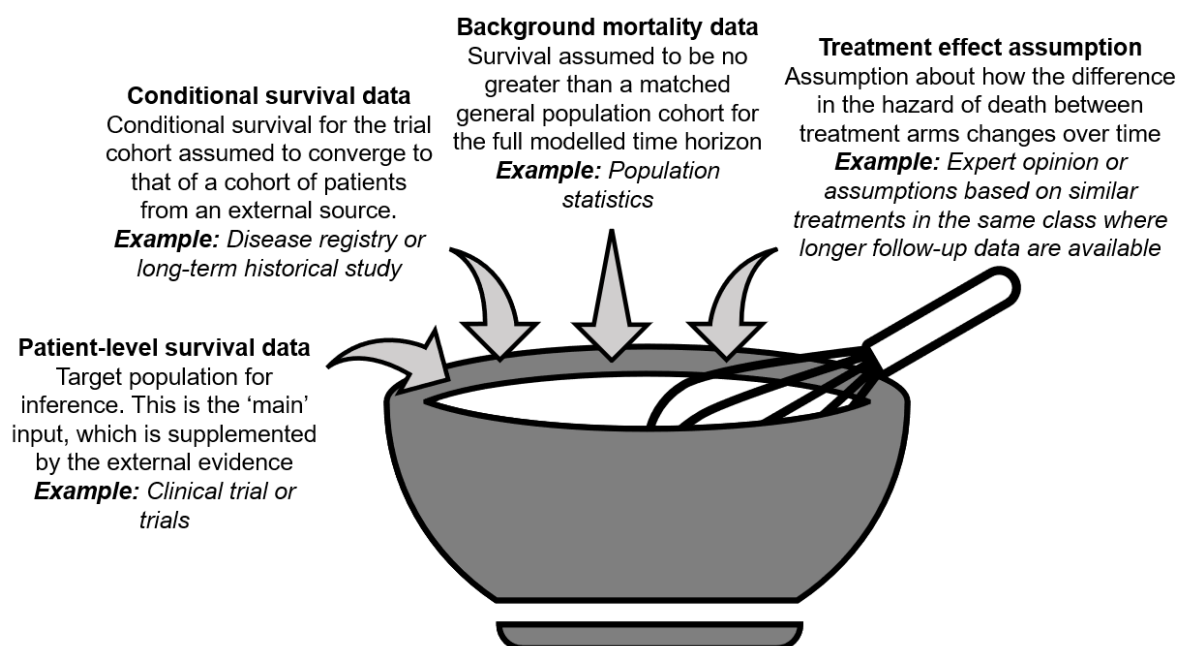 Patient-level survival data
Target population for
inference. This is the ‘main’
input, which is supplemented
by the external evidence
Example: Clinical trial or
trials
Conditional survival data
Conditional survival for the trial
cohort assumed to converge to
that of a cohort of patients
from an external source.
Example: Disease registry or
long-term historical study
Background mortality data
Survival assumed to be no
greater than a matched
general population cohort for
the full modelled time horizon
Example: Population
statistics
Treatment effect assumption
Assumption about how the difference
in the hazard of death between
treatment arms changes over time
Example: Expert opinion or
assumptions based on similar
treatments in the same class where
longer follow-up data are available